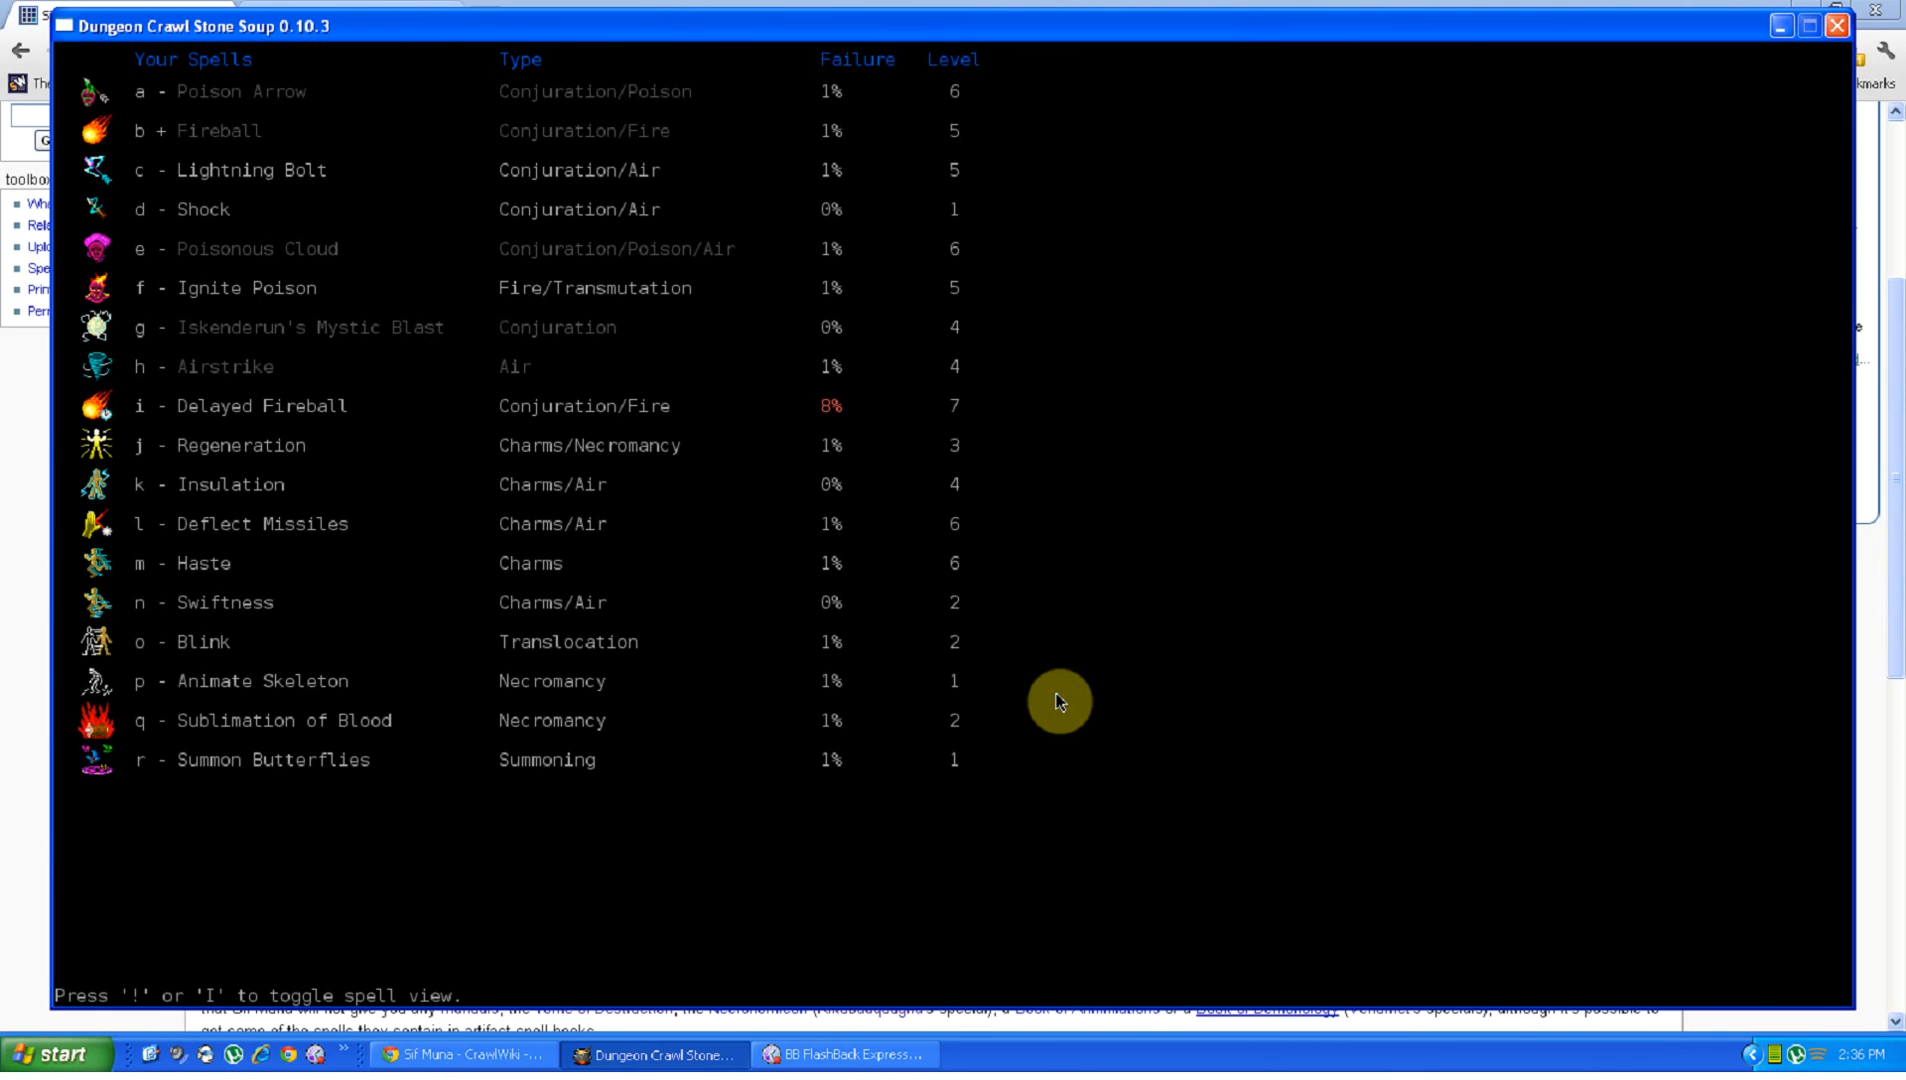 Dungeon Crawl Stone Soup 0.10.3
Your Spells Type Failure Level
a - Poison Arrow Conjuration/Poison 1% 6
b + Fireball Conjuration/Fire 1% 5
c - Lightning Bolt Conjuration/Air 1% 5
d - Shock Conjuration/Air 0% 1
e - Poisonous Cloud Conjuration/Poison/Air 1% 6
f - Ignite Poison Fire/Transmutation 1% 5
g - Iskenderun's Mystic Blast Conjuration 0% 4
h - Airstrike Air 1% 4
i - Delayed Fireball Conjuration/Fire 8% 7
j - Regeneration Charms/Necromancy 1% 3
k - Insulation Charms/Air 0% 4
l - Deflect Missiles Charms/Air 1% 6
m - Haste Charms 1% 6
n - Swiftness Charms/Air 0% 2
o - Blink Translocation 1% 2
p - Animate Skeleton Necromancy 1% 1
q - Sublimation of Blood Necromancy 1% 2
r - Summon Butterflies Summoning 1% 1
Press '!' or 'I' to toggle spell view.
start
Sif Muna - CrawlWiki -...
Dungeon Crawl Stone...
BB FlashBack Express...
2:36 PM